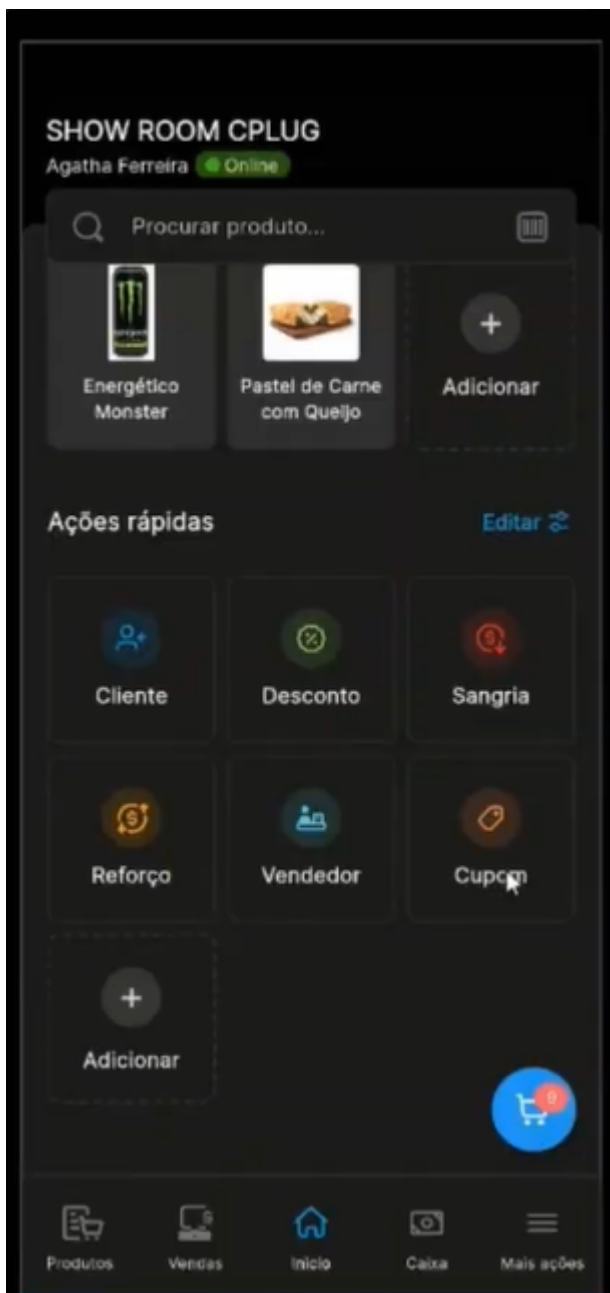 SHOW ROOM CPLUG
Agatha Ferreira Online
Procurar produto...
Energético
Monster
Pastel de Carne
com Queijo
Adicionar
Ações rápidas
Editar
Cliente
Desconto
Sangria
Reforço
Vendedor
Cupom
Adicionar
9
Produtos
Vendas
Início
Caixa
Mais ações